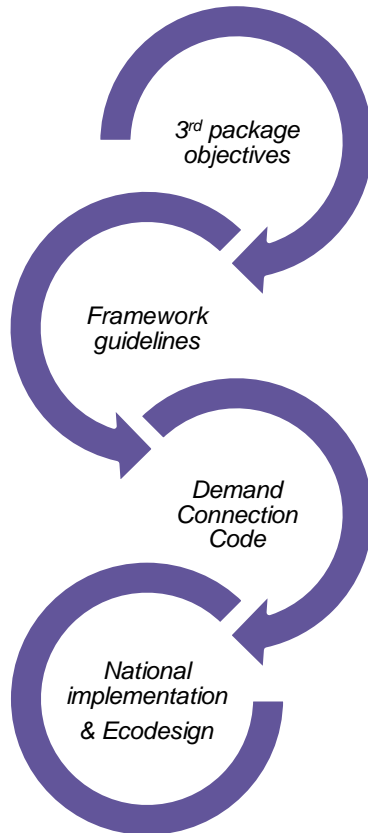 3rd package
objectives
Framework
guidelines
Demand
Connection
Code
National
implementation
& Ecodesign